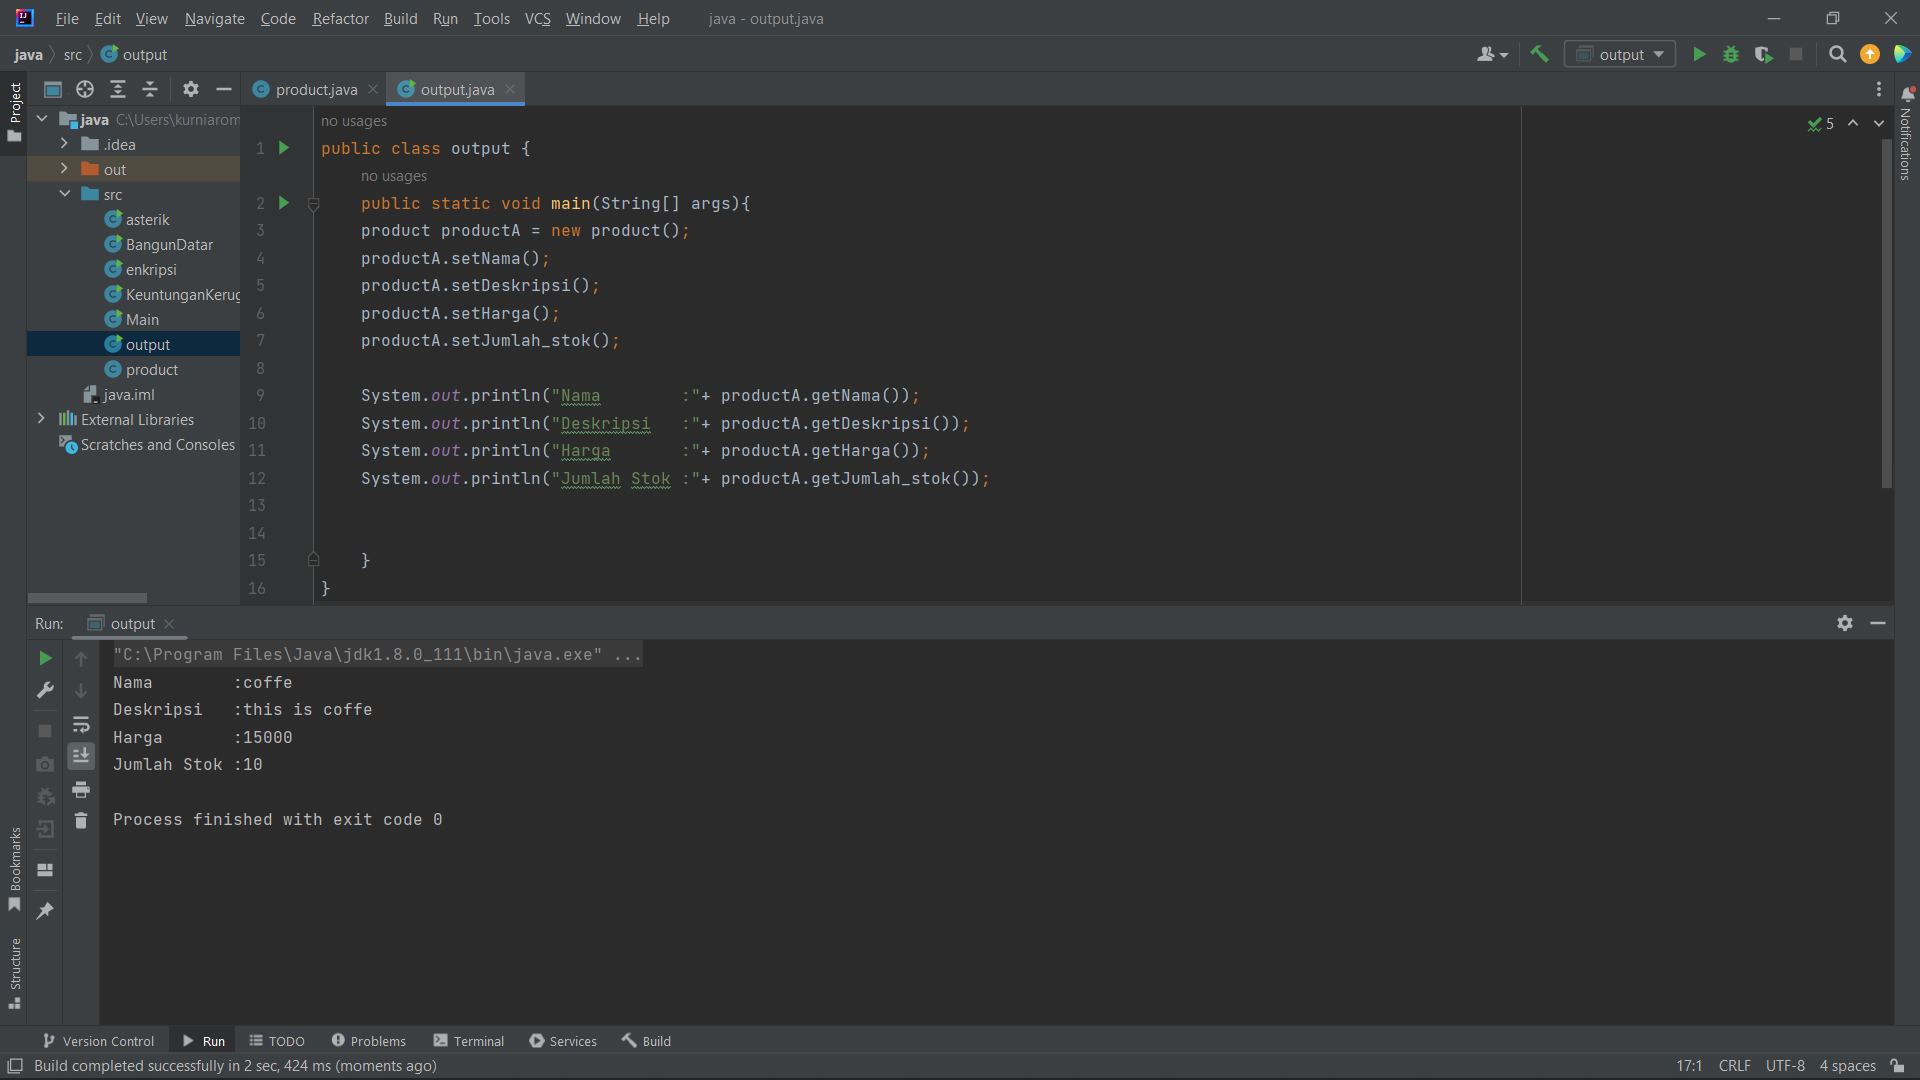 File Edit View Navigate Code Refactor Build Run Tools VCS Window Help java - output.java
java src output output
Project
product.java output.java
java C:\Users\kurniarom
.idea
out
src
asterik
BangunDatar
enkripsi
KeuntunganKerug
Main
output
product
java.iml
External Libraries
Scratches and Consoles
no usages
5
1 public class output {
no usages
2 public static void main(String[] args){
3 product productA = new product();
4 productA.setNama();
5 productA.setDeskripsi();
6 productA.setHarga();
7 productA.setJumlah_stok();
8
9 System.out.println("Nama        :"+ productA.getNama());
10 System.out.println("Deskripsi   :"+ productA.getDeskripsi());
11 System.out.println("Harga       :"+ productA.getHarga());
12 System.out.println("Jumlah Stok :"+ productA.getJumlah_stok());
13
14
15 }
16 }
Notifications
Run: output
"C:\Program Files\Java\jdk1.8.0_111\bin\java.exe" ...
Nama        :coffe
Deskripsi   :this is coffe
Harga       :15000
Jumlah Stok :10
Process finished with exit code 0
Bookmarks
Structure
Version Control Run TODO Problems Terminal Services Build
Build completed successfully in 2 sec, 424 ms (moments ago) 17:1 CRLF UTF-8 4 spaces